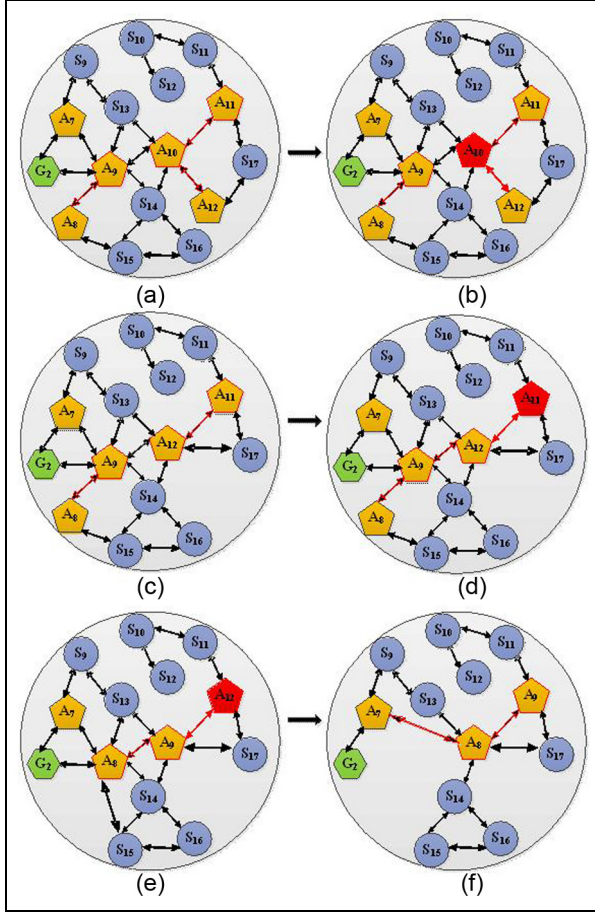 S10
S11
S9
S12
S13
A11
A7
A10
S17
G2
A9
A8
S14
A12
S15
S16
(a)
S10
S11
S9
S12
S13
A11
A7
A10
S17
G2
A9
A8
S14
A12
S15
S16
(b)
S10
S11
S9
S12
S13
A11
A7
A12
S17
G2
A9
A8
S14
S15
S16
(c)
S10
S11
S9
S12
S13
A11
A7
A12
S17
G2
A9
A8
S14
S15
S16
(d)
S10
S11
S9
S12
S13
A12
A7
A9
S17
G2
A8
S14
S15
S16
(e)
S10
S11
S9
S12
S13
A9
A7
A8
S17
G2
S14
S15
S16
(f)